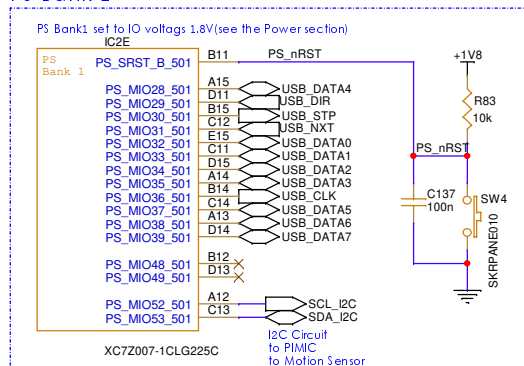 PS Bank1 set to IO voltags 1.8V(see the Power section)
IC2E
PS
Bank 1
PS_SRST_B_501 B11 PS_nRST
PS_MIO28_501 A15 USB_DATA4
PS_MIO29_501 D11 USB_DIR
PS_MIO30_501 B15 USB_STP
PS_MIO31_501 C12 USB_NXT
PS_MIO32_501 E15 USB_DATA0
PS_MIO33_501 C11 USB_DATA1
PS_MIO34_501 D15 USB_DATA2
PS_MIO35_501 A14 USB_DATA3
PS_MIO36_501 B14 USB_CLK
PS_MIO37_501 C14 USB_DATA5
PS_MIO38_501 A13 USB_DATA6
PS_MIO39_501 D14 USB_DATA7
PS_MIO48_501 B12
PS_MIO49_501 D13
PS_MIO52_501 A12 SCL_I2C
PS_MIO53_501 C13 SDA_I2C
I2C Circuit
to PIMIC
to Motion Sensor
XC7Z007-1CLG225C
+1V8
R83
10k
PS_nRST
C137
100n
SW4
SKRPANE010